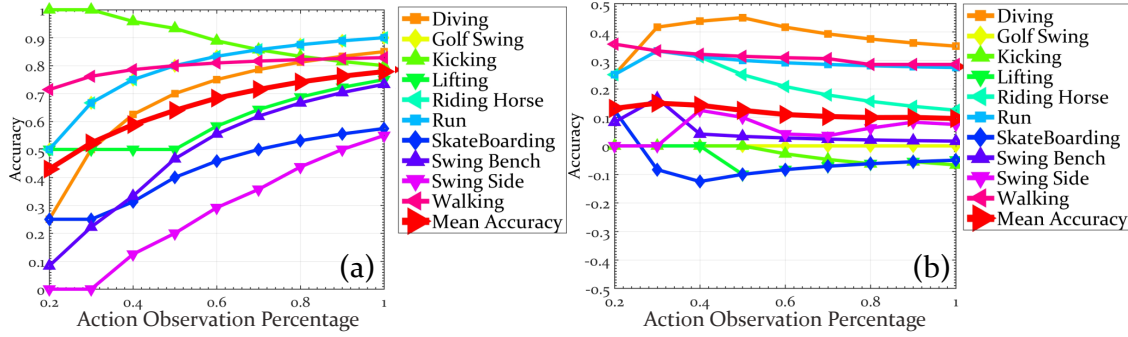 1
0.9
0.8
0.7
0.6
0.5
0.4
0.3
0.2
0.1
0
Accuracy
0.2 0.4 0.6 0.8 1
Action Observation Percentage
(a)
Diving
Golf Swing
Kicking
Lifting
Riding Horse
Run
SkateBoarding
Swing Bench
Swing Side
Walking
Mean Accuracy
0.5
0.4
0.3
0.2
0.1
0
-0.1
-0.2
-0.3
-0.4
-0.5
Accuracy
0.2 0.4 0.6 0.8 1
Action Observation Percentage
(b)
Diving
Golf Swing
Kicking
Lifting
Riding Horse
Run
SkateBoarding
Swing Bench
Swing Side
Walking
Mean Accuracy